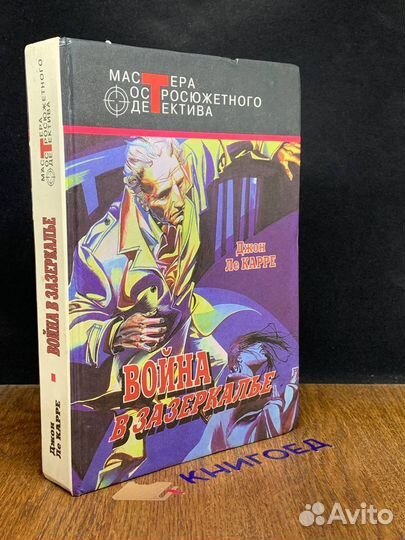 МАСТЕРА
ОСТРОСЮЖЕТНОГО
ДЕТЕКТИВА
Джон
Ле КАРРЕ
ВОЙНА
В ЗАЗЕРКАЛЬЕ
МАСТЕРА
ОСТРОСЮЖЕТНОГО
ДЕТЕКТИВА
ВОЙНА В ЗАЗЕРКАЛЬЕ
Джон
Ле КАРРЕ
КНИГОЕД
Avito